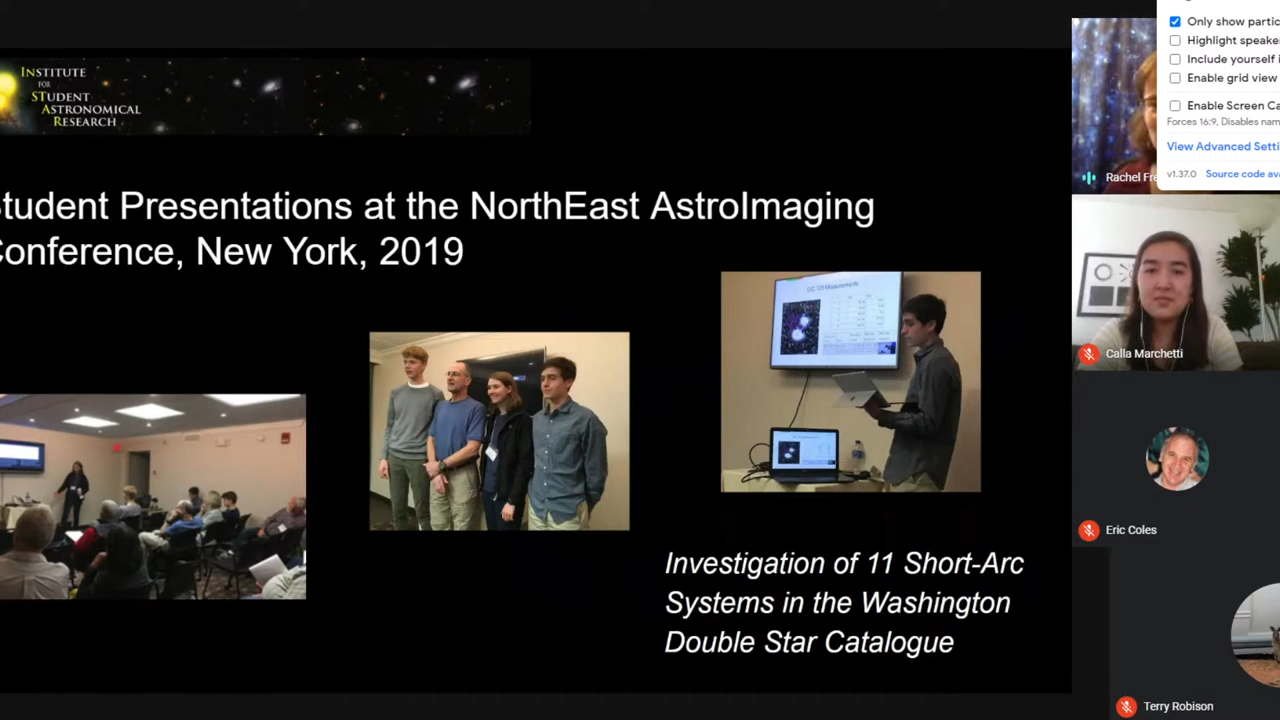 INSTITUTE
FOR
STUDENT
ASTRONOMICAL
RESEARCH
Student Presentations at the NorthEast AstroImaging
Conference, New York, 2019
Investigation of 11 Short-Arc
Systems in the Washington
Double Star Catalogue
Only show partic
Highlight speake
Include yourself i
Enable grid view
Enable Screen Ca
Forces 16:9, Disables nam
View Advanced Setti
v1.37.0 Source code ava
Rachel Fre
Calla Marchetti
Eric Coles
Terry Robison